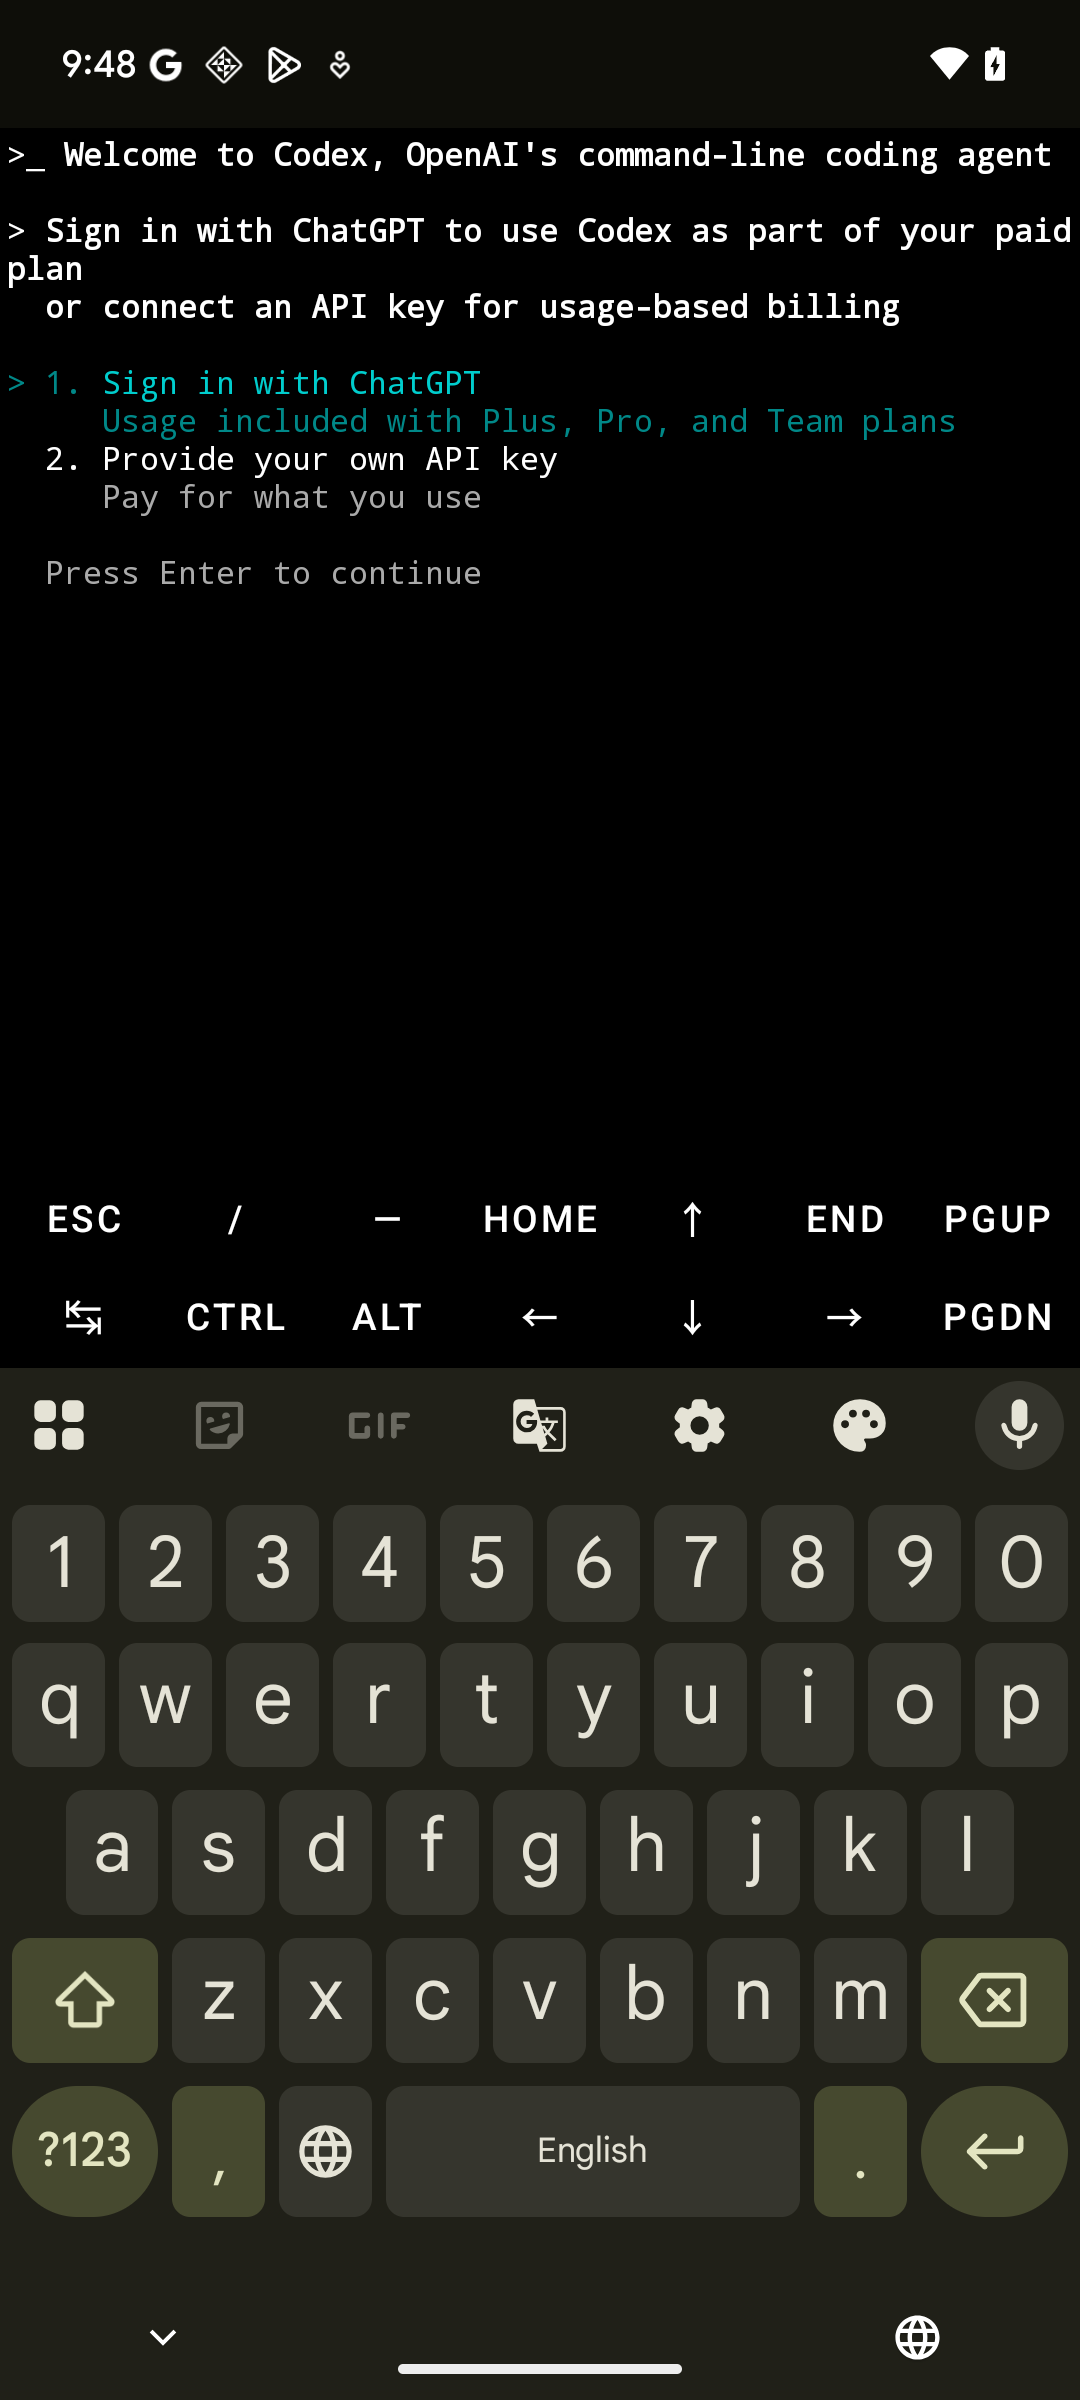 9:48
>_ Welcome to Codex, OpenAI's command-line coding agent
> Sign in with ChatGPT to use Codex as part of your paid
plan
or connect an API key for usage-based billing
> 1. Sign in with ChatGPT
Usage included with Plus, Pro, and Team plans
2. Provide your own API key
Pay for what you use
Press Enter to continue
ESC / — HOME ↑ END PGUP
↹ CTRL ALT ← ↓ → PGDN
GIF
1 2 3 4 5 6 7 8 9 0
q w e r t y u i o p
a s d f g h j k l
z x c v b n m
?123 , English .